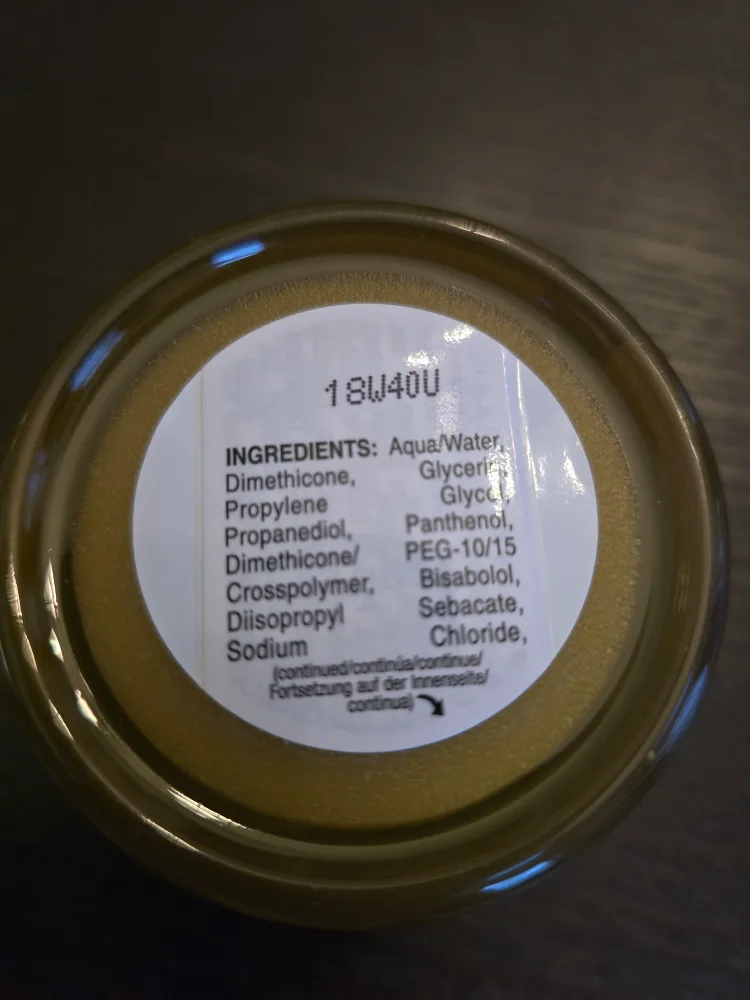 18W40U
INGREDIENTS: Aqua/Water,
Dimethicone, Glycerin,
Propylene Glycol,
Propanediol, Panthenol,
Dimethicone/ PEG-10/15
Crosspolymer, Bisabolol,
Diisopropyl Sebacate,
Sodium Chloride,
(continued/continúa/continue/
Fortsetzung auf der Innenseite/
continua)